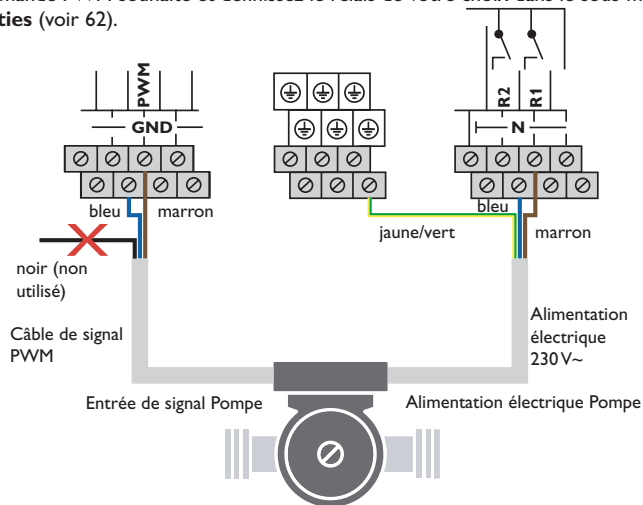 ties (voir 62).
PWM
GND
R2
R1
N
bleu
marron
jaune/vert
bleu
marron
noir (non
utilisé)
Câble de signal
PWM
Alimentation
électrique
230 V~
Entrée de signal Pompe
Alimentation électrique Pompe